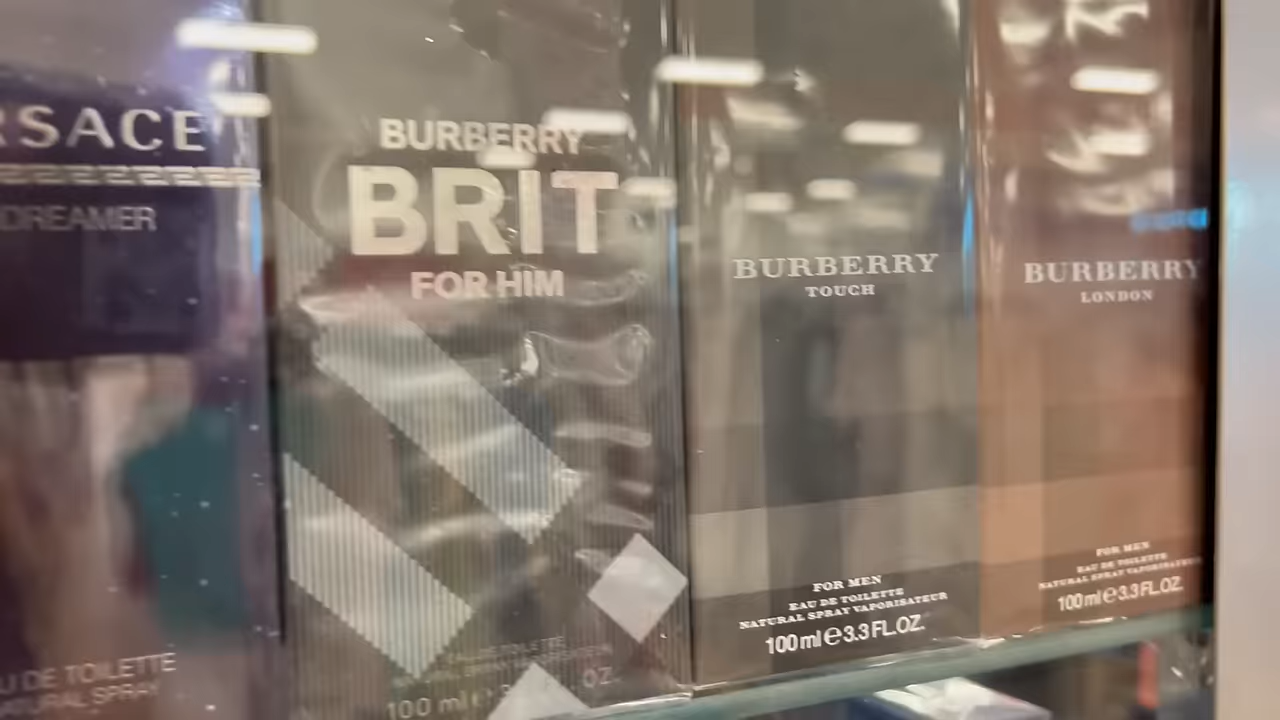 RSACE
DREAMER
U DE TOILETTE
NATURAL SPRAY
BURBERRY
BRIT
FOR HIM
100 ml
OZ.
BURBERRY
TOUCH
FOR MEN
EAU DE TOILETTE
NATURAL SPRAY VAPORISATEUR
100 ml e 3.3 FL.OZ.
BURBERRY
LONDON
FOR MEN
EAU DE TOILETTE
NATURAL SPRAY VAPORISATEUR
100 ml e 3.3 FL.OZ.